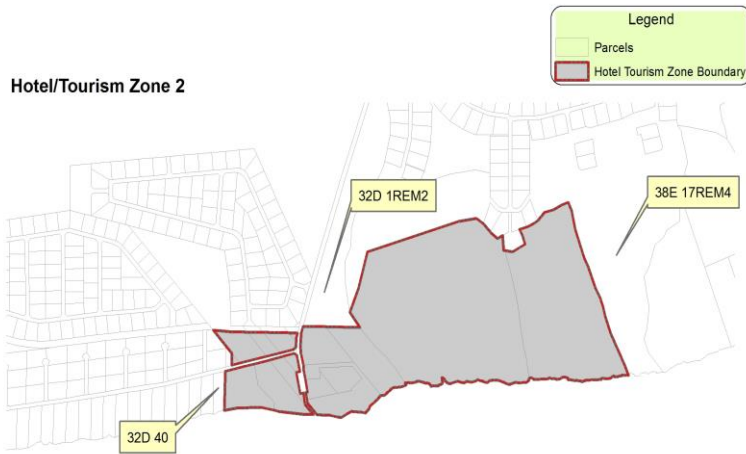 Legend
Parcels
Hotel Tourism Zone Boundary
Hotel/Tourism Zone 2
32D 1REM2
38E 17REM4
32D 40